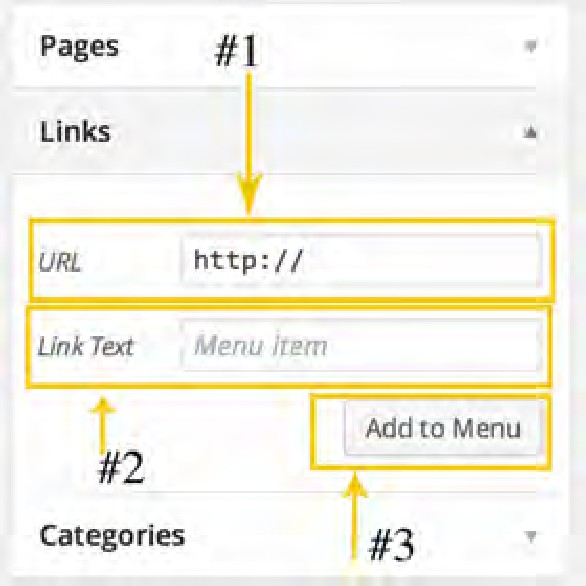 Pages
#1
Links
URL
http://
Link Text
Menu item
Add to Menu
#2
Categories
#3